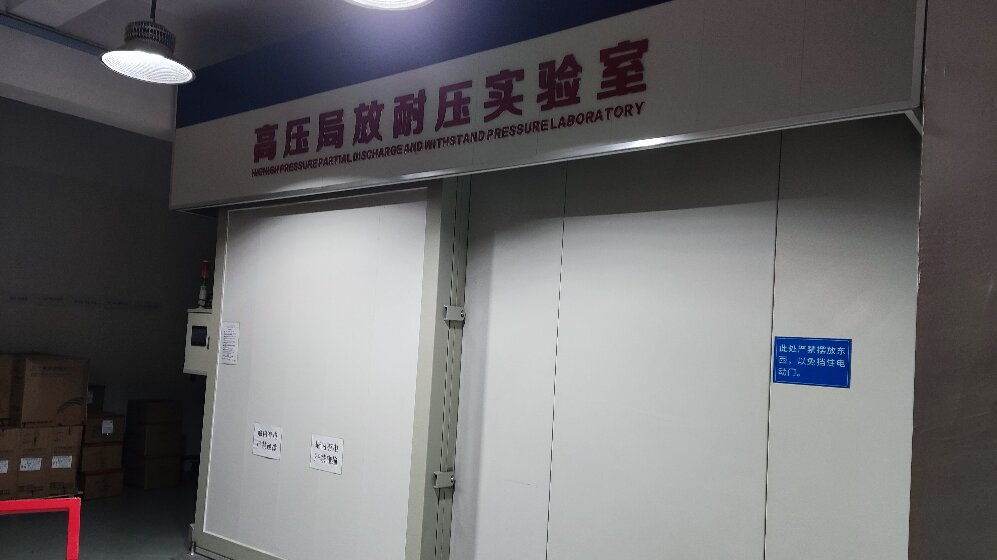 高压局放耐压实验室
HIGHIGH PRESSURE PARTIAL DISCHARGE AND WITHSTAND PRESSURE LABORATORY
此处严禁摆放东
西，以免挡住电
动门。